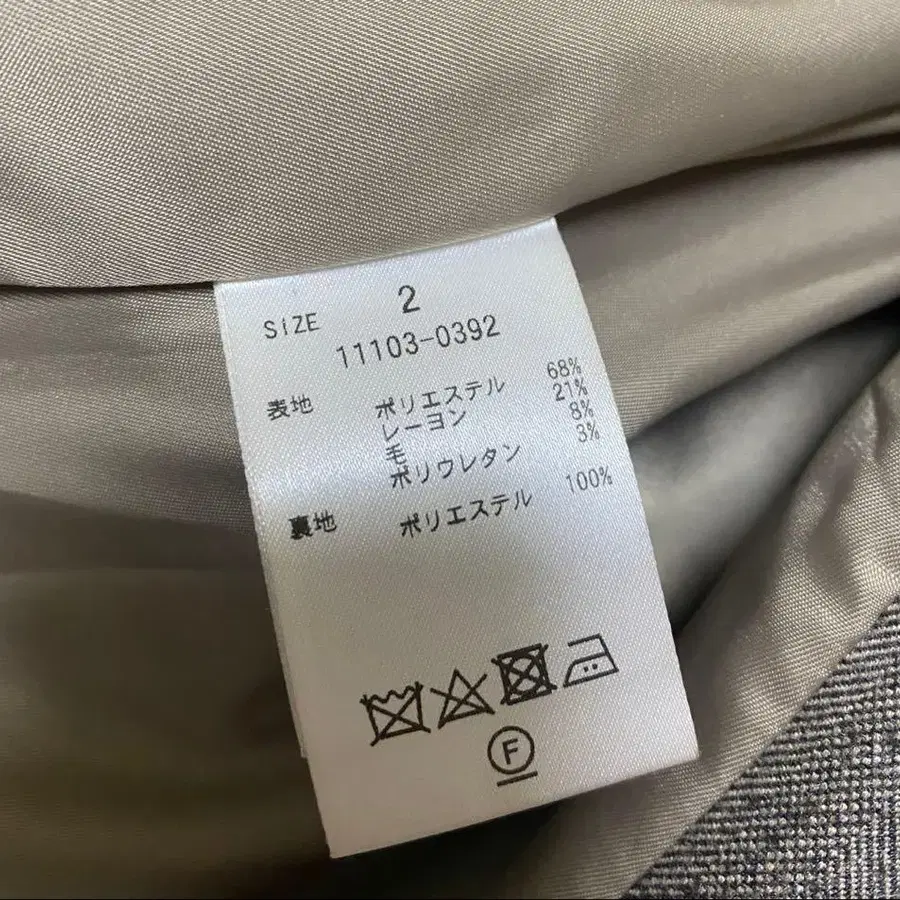 SIZE 2
11103-0392
表地 ポリエステル 68%
レーヨン 21%
毛 8%
ポリウレタン 3%
裏地 ポリエステル 100%
F